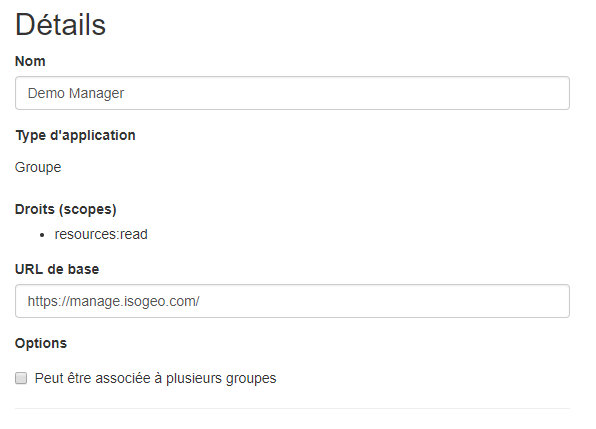 Détails
Nom
Demo Manager
Type d'application
Groupe
Droits (scopes)
resources:read
URL de base
https://manage.isogeo.com/
Options
Peut être associée à plusieurs groupes